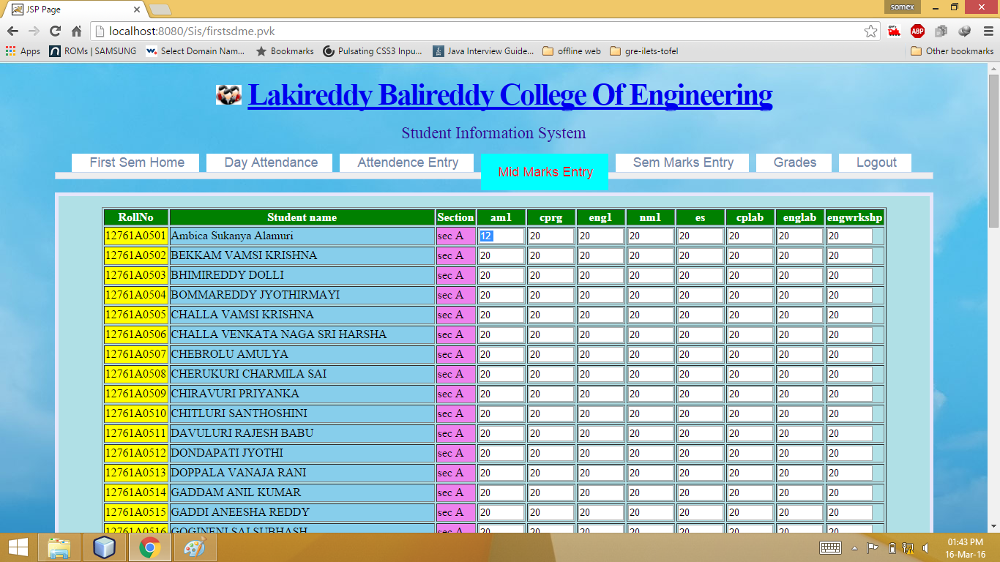 JSP Page
somex
localhost:8080/Sis/firstsdme.pvk
ABP
Apps ROMs | SAMSUNG Select Domain Nam... Bookmarks Pulsating CSS3 Inpu... Java Interview Guide... offline web gre-ilets-tofel Other bookmarks
Lakireddy Balireddy College Of Engineering
Student Information System
First Sem Home Day Attendance Attendence Entry Mid Marks Entry Sem Marks Entry Grades Logout
RollNo Student name Section am1 cprg eng1 nm1 es cplab englab engwrkshp
12761A0501 Ambica Sukanya Alamuri sec A 12 20 20 20 20 20 20 20
12761A0502 BEKKAM VAMSI KRISHNA sec A 20 20 20 20 20 20 20 20
12761A0503 BHIMIREDDY DOLLI sec A 20 20 20 20 20 20 20 20
12761A0504 BOMMAREDDY JYOTHIRMAYI sec A 20 20 20 20 20 20 20 20
12761A0505 CHALLA VAMSI KRISHNA sec A 20 20 20 20 20 20 20 20
12761A0506 CHALLA VENKATA NAGA SRI HARSHA sec A 20 20 20 20 20 20 20 20
12761A0507 CHEBROLU AMULYA sec A 20 20 20 20 20 20 20 20
12761A0508 CHERUKURI CHARMILA SAI sec A 20 20 20 20 20 20 20 20
12761A0509 CHIRAVURI PRIYANKA sec A 20 20 20 20 20 20 20 20
12761A0510 CHITLURI SANTHOSHINI sec A 20 20 20 20 20 20 20 20
12761A0511 DAVULURI RAJESH BABU sec A 20 20 20 20 20 20 20 20
12761A0512 DONDAPATI JYOTHI sec A 20 20 20 20 20 20 20 20
12761A0513 DOPPALA VANAJA RANI sec A 20 20 20 20 20 20 20 20
12761A0514 GADDAM ANIL KUMAR sec A 20 20 20 20 20 20 20 20
12761A0515 GADDI ANEESHA REDDY sec A 20 20 20 20 20 20 20 20
12761A0516 GOGINENI SAI SUBHASH sec A 20 20 20 20 20 20 20 20
01:43 PM
16-Mar-16